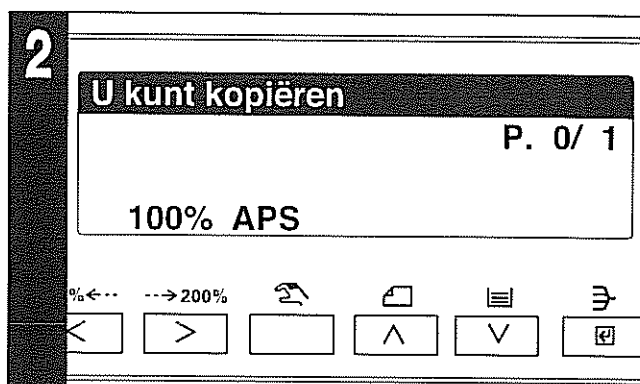 2
U kunt kopiëren
P. 0/ 1
100% APS
%←-- --→200%
< > ∧ ∨ ↵